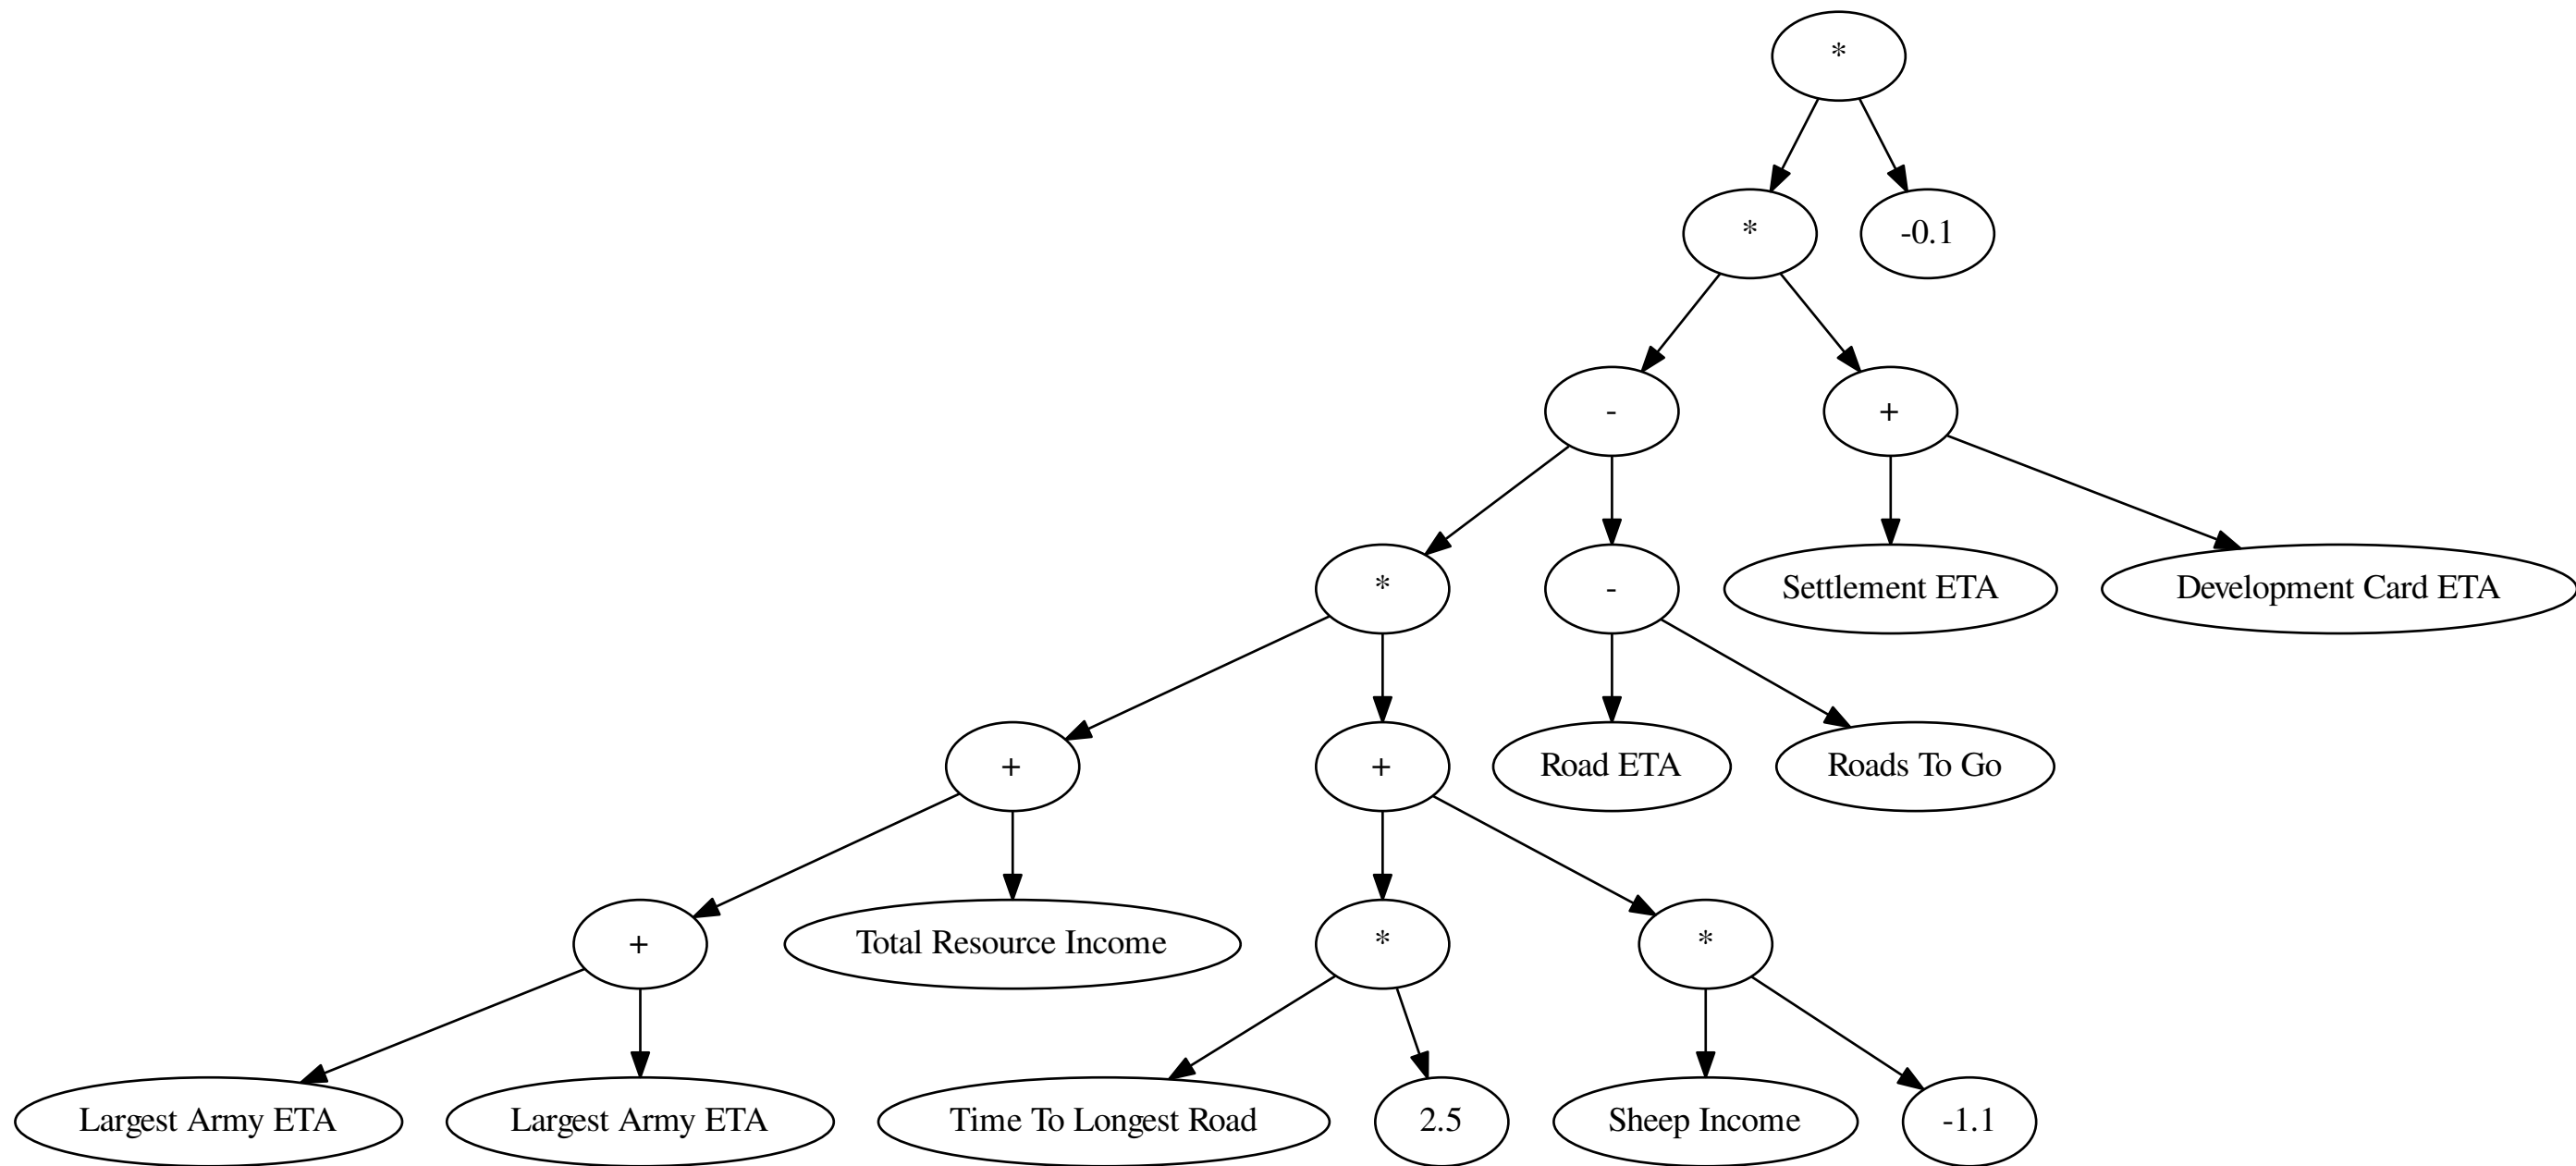 *
*
-0.1
-
+
*
-
Settlement ETA
Development Card ETA
+
+
Road ETA
Roads To Go
+
Total Resource Income
*
*
Largest Army ETA
Largest Army ETA
Time To Longest Road
2.5
Sheep Income
-1.1